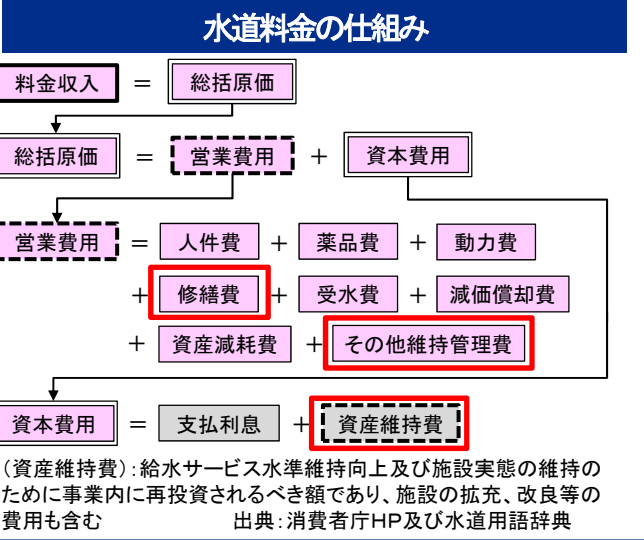 水道料金の仕組み
料金収入 = 総括原価
総括原価 = 営業費用 + 資本費用
営業費用 = 人件費 + 薬品費 + 動力費
+ 修繕費 + 受水費 + 減価償却費
+ 資産減耗費 + その他維持管理費
資本費用 = 支払利息 + 資産維持費
(資産維持費):給水サービス水準維持向上及び施設実態の維持の
ために事業内に再投資されるべき額であり、施設の拡充、改良等の
費用も含む 出典:消費者庁HP及び水道用語辞典